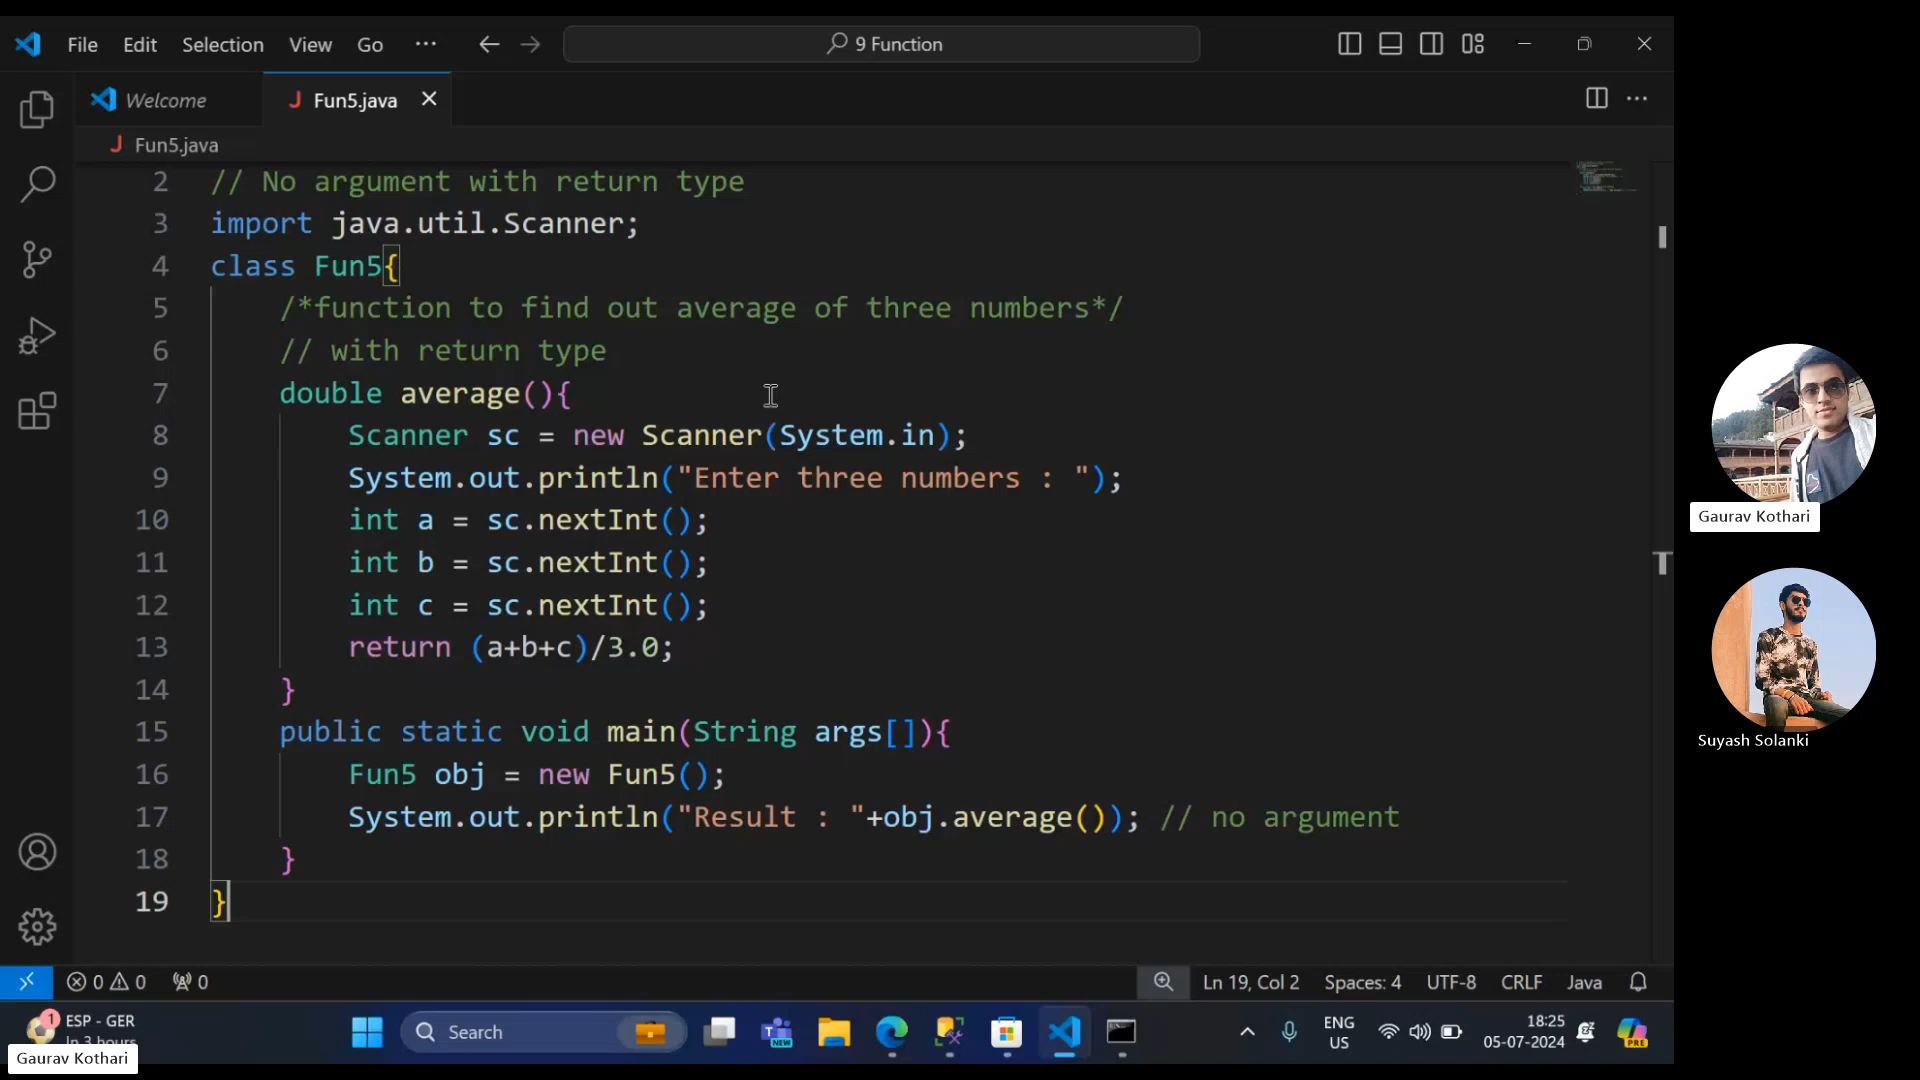 File Edit Selection View Go ··· 9 Function
Welcome Fun5.java
Fun5.java
2 // No argument with return type
3 import java.util.Scanner;
4 class Fun5{
5 /*function to find out average of three numbers*/
6 // with return type
7 double average(){
8 Scanner sc = new Scanner(System.in);
9 System.out.println("Enter three numbers : ");
10 int a = sc.nextInt();
11 int b = sc.nextInt();
12 int c = sc.nextInt();
13 return (a+b+c)/3.0;
14 }
15 public static void main(String args[]){
16 Fun5 obj = new Fun5();
17 System.out.println("Result : "+obj.average()); // no argument
18 }
19 }
Gaurav Kothari
Suyash Solanki
0 0 0 Ln 19, Col 2 Spaces: 4 UTF-8 CRLF Java
1 ESP - GER
In 3 hours
Search
NEW
ENG
US
18:25
05-07-2024
PRE
Gaurav Kothari